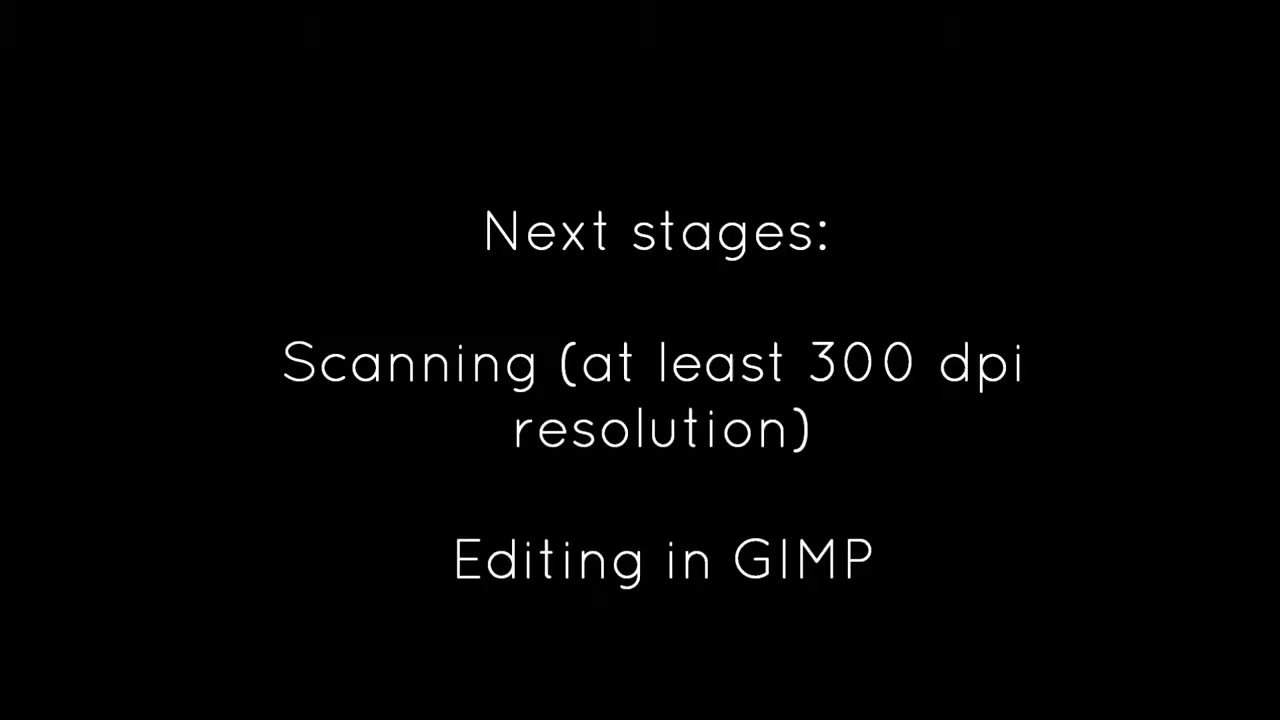 Next stages:
Scanning (at least 300 dpi
resolution)
Editing in GIMP